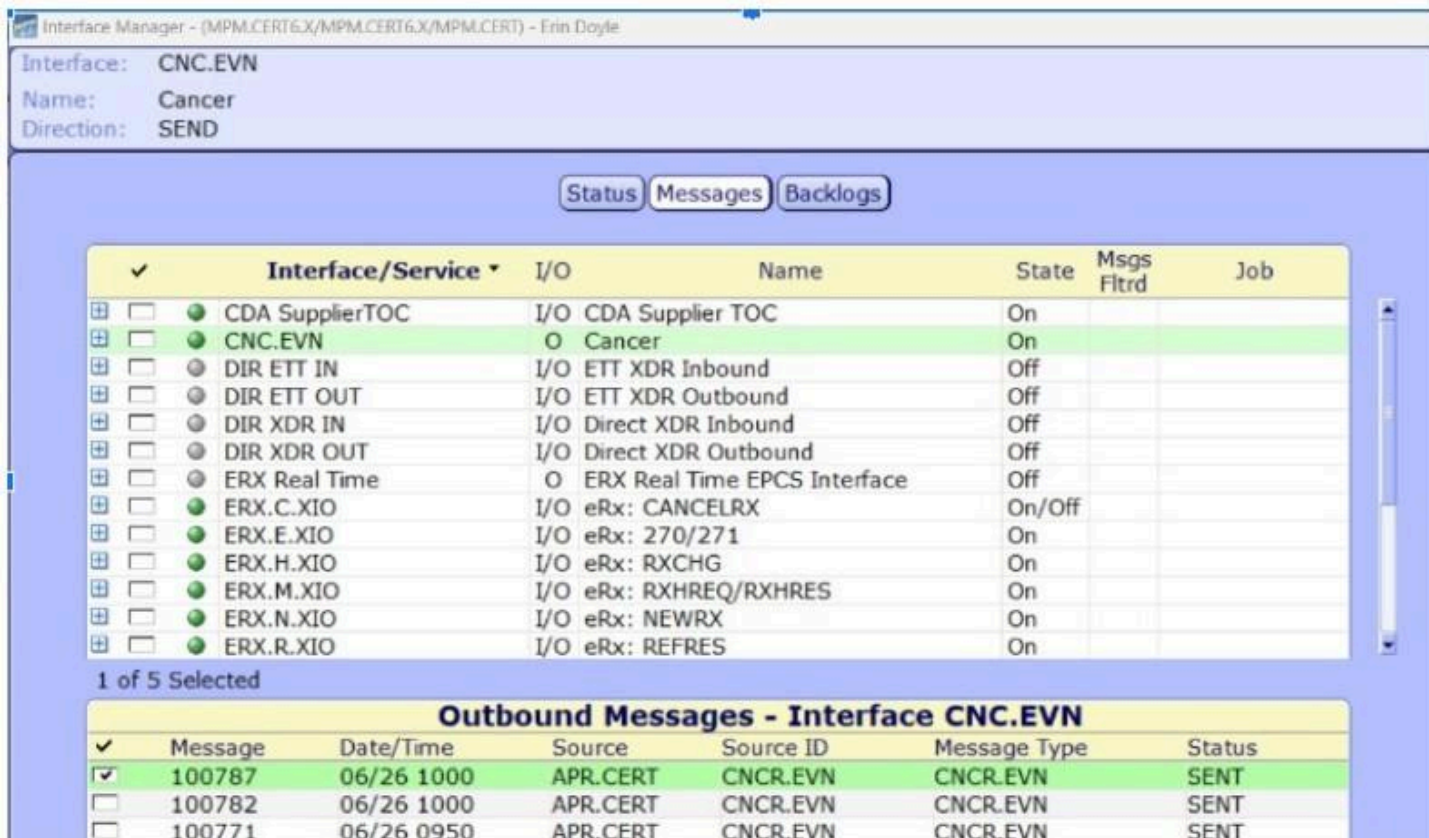 Interface Manager - (MPM.CERT6.X/MPM.CERT6.X/MPM.CERT) - Erin Doyle
Interface: CNC.EVN
Name: Cancer
Direction: SEND
Status Messages Backlogs
Interface/Service I/O Name State Msgs Fltrd Job
CDA SupplierTOC I/O CDA Supplier TOC On
CNC.EVN O Cancer On
DIR ETT IN I/O ETT XDR Inbound Off
DIR ETT OUT I/O ETT XDR Outbound Off
DIR XDR IN I/O Direct XDR Inbound Off
DIR XDR OUT I/O Direct XDR Outbound Off
ERX Real Time O ERX Real Time EPCS Interface Off
ERX.C.XIO I/O eRx: CANCELRX On/Off
ERX.E.XIO I/O eRx: 270/271 On
ERX.H.XIO I/O eRx: RXCHG On
ERX.M.XIO I/O eRx: RXHREQ/RXHRES On
ERX.N.XIO I/O eRx: NEWRX On
ERX.R.XIO I/O eRx: REFRES On
1 of 5 Selected
Outbound Messages - Interface CNC.EVN
Message Date/Time Source Source ID Message Type Status
100787 06/26 1000 APR.CERT CNCR.EVN CNCR.EVN SENT
100782 06/26 1000 APR.CERT CNCR.EVN CNCR.EVN SENT
100771 06/26 0950 APR.CERT CNCR.EVN CNCR.EVN SENT